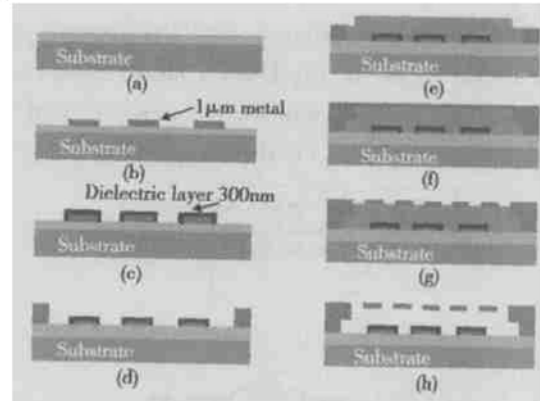 Substrate
(a)
1μm metal
Substrate
(b)
Dielectric layer 300nm
Substrate
(c)
Substrate
(d)
Substrate
(e)
Substrate
(f)
Substrate
(g)
Substrate
(h)